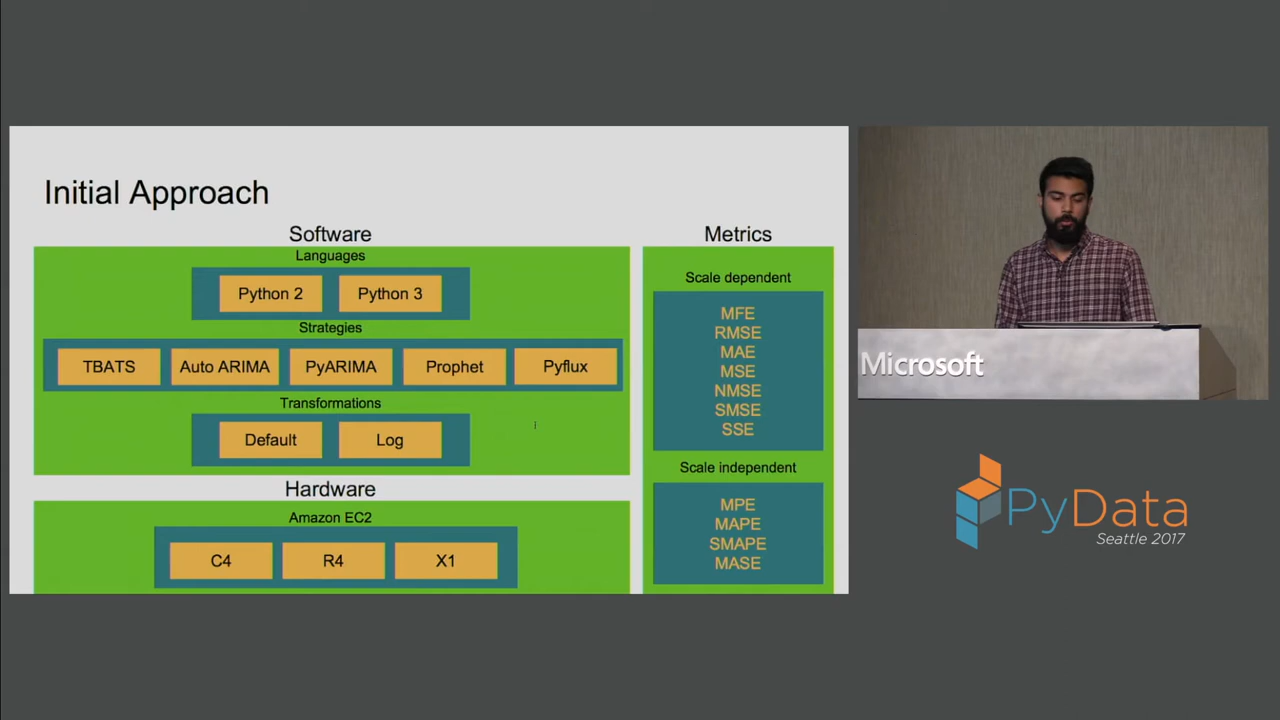 Initial Approach
Software
Languages
Python 2
Python 3
Strategies
TBATS
Auto ARIMA
PyARIMA
Prophet
Pyflux
Transformations
Default
Log
Hardware
Amazon EC2
C4
R4
X1
Metrics
Scale dependent
MFE
RMSE
MAE
MSE
NMSE
SMSE
SSE
Scale independent
MPE
MAPE
SMAPE
MASE
Microsoft
PyData
Seattle 2017